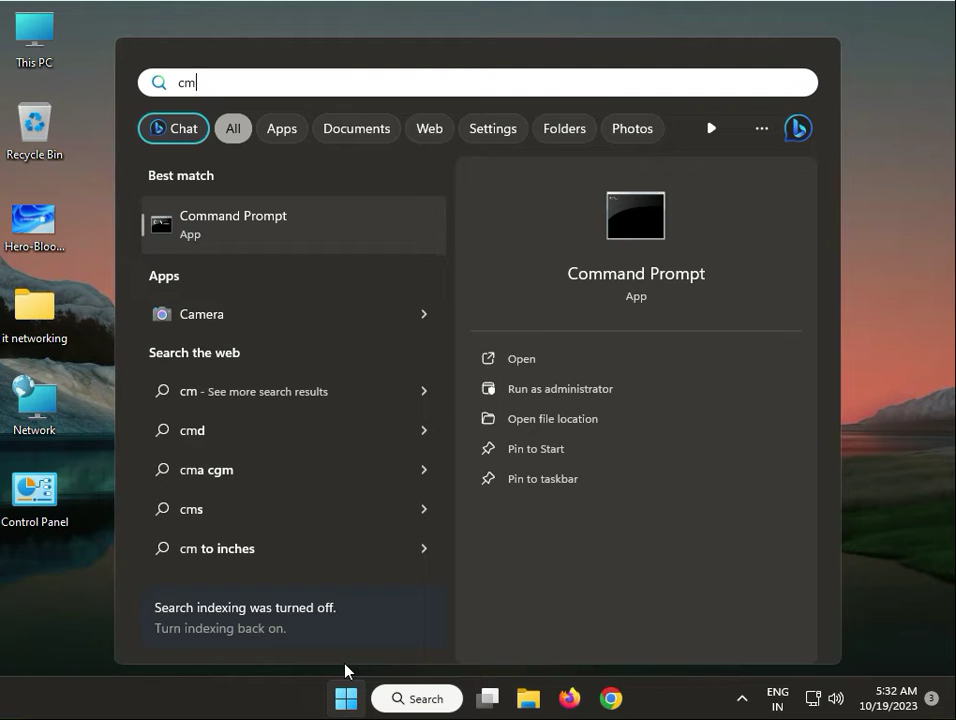 This PC
Recycle Bin
Hero-Bloo...
it networking
Network
Control Panel
cm
Chat All Apps Documents Web Settings Folders Photos
Best match
Command Prompt
App
Apps
Camera
Search the web
cm - See more search results
cmd
cma cgm
cms
cm to inches
Search indexing was turned off.
Turn indexing back on.
Command Prompt
App
Open
Run as administrator
Open file location
Pin to Start
Pin to taskbar
Search
ENG
IN
5:32 AM
10/19/2023
3